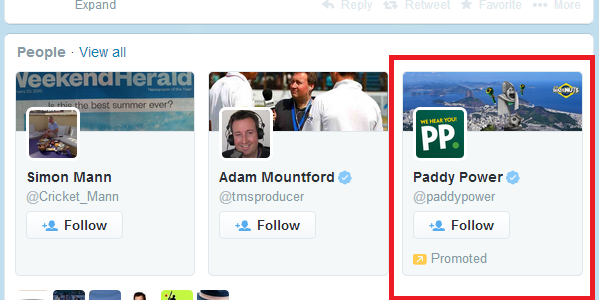 Expand
Reply Retweet Favorite More
People · View all
WeekendHerald
Is this the best summer ever?
WE HEAR YOU!
PP.
Simon Mann
@Cricket_Mann
Follow
Adam Mountford
@tmsproducer
Follow
Paddy Power
@paddypower
Follow
Promoted